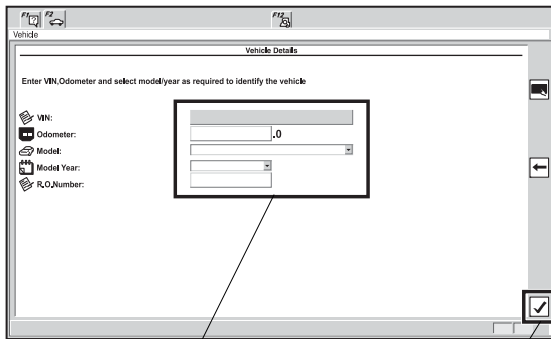 F1 F2 F12
Vehicle
Vehicle Details
Enter VIN,Odometer and select model/year as required to identify the vehicle
VIN:
Odometer: .0
Model:
Model Year:
R.O.Number: